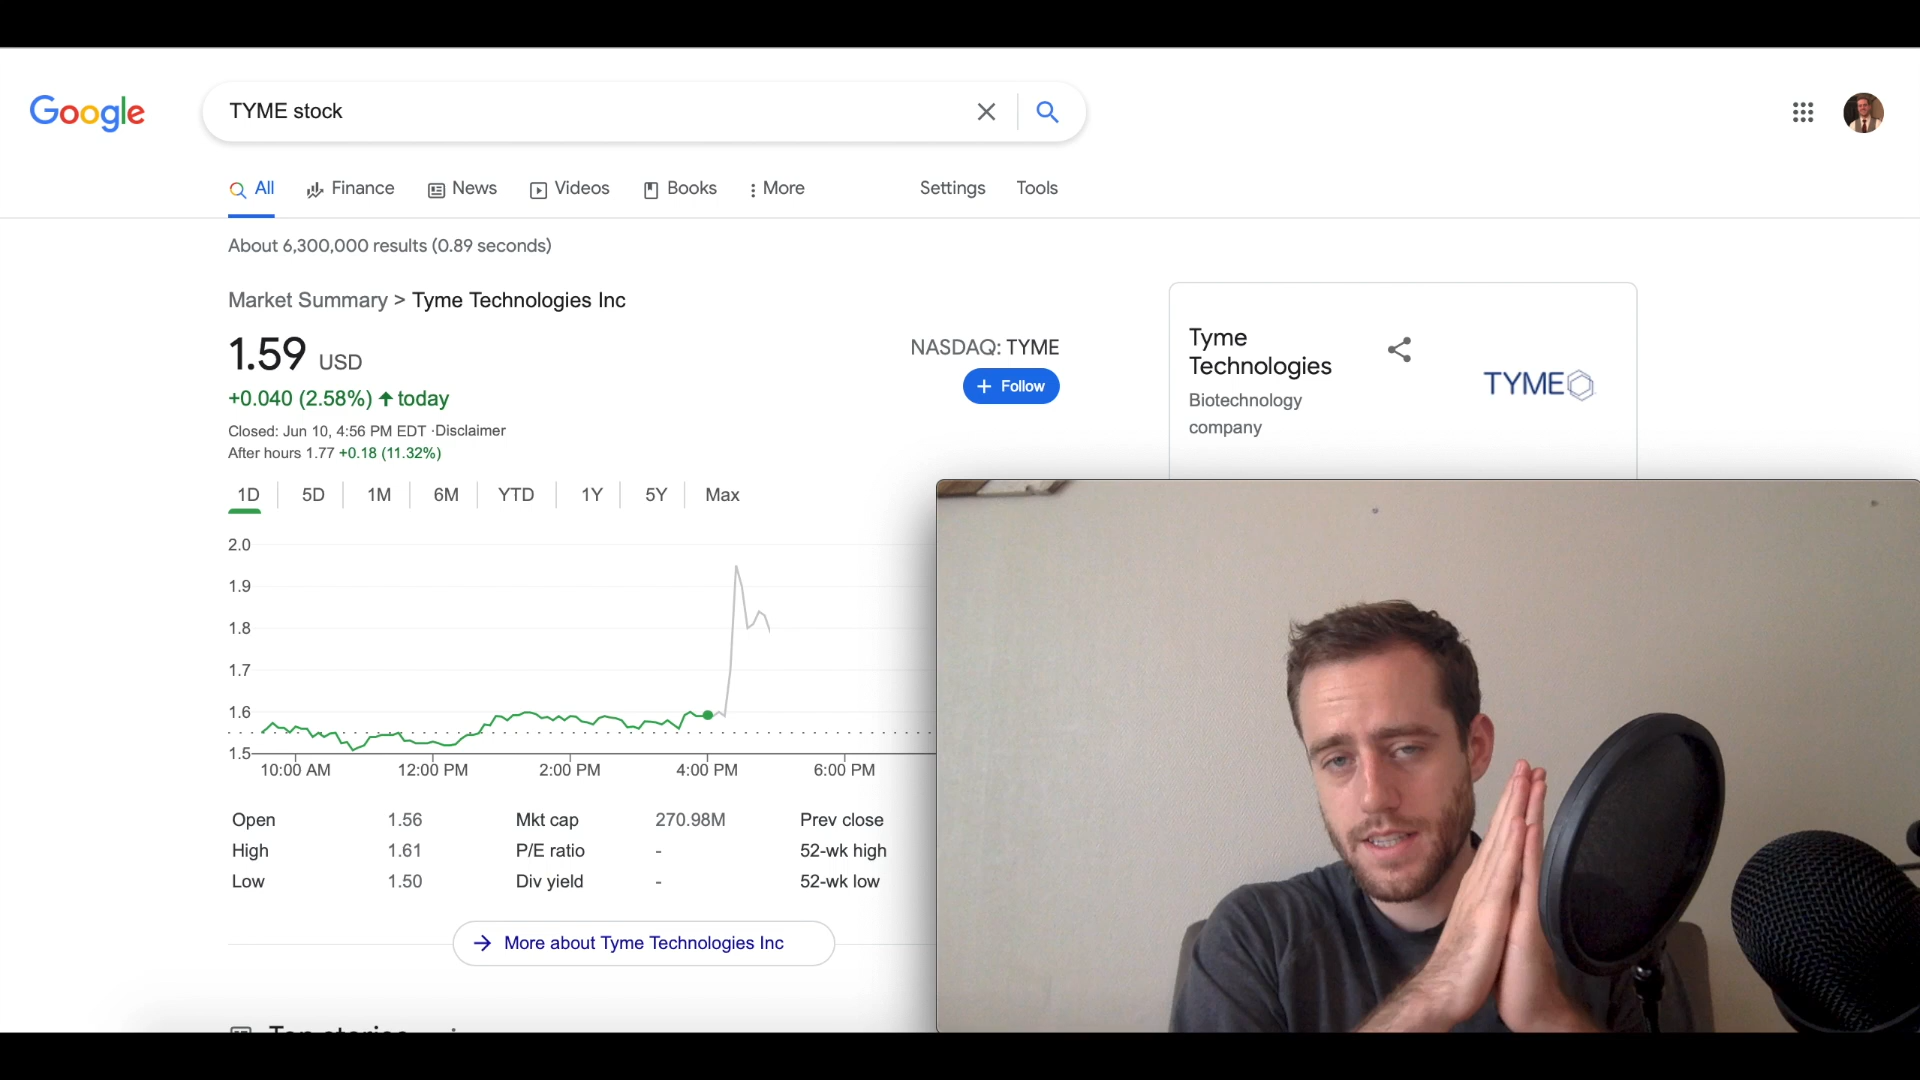 Google
TYME stock
All
Finance
News
Videos
Books
More
Settings
Tools
About 6,300,000 results (0.89 seconds)
Market Summary > Tyme Technologies Inc
1.59 USD
+0.040 (2.58%) today
Closed: Jun 10, 4:56 PM EDT ·Disclaimer
After hours 1.77 +0.18 (11.32%)
NASDAQ: TYME
+ Follow
1D
5D
1M
6M
YTD
1Y
5Y
Max
2.0
1.9
1.8
1.7
1.6
1.5
10:00 AM
12:00 PM
2:00 PM
4:00 PM
6:00 PM
Open 1.56 Mkt cap 270.98M Prev close
High 1.61 P/E ratio - 52-wk high
Low 1.50 Div yield - 52-wk low
More about Tyme Technologies Inc
Top stories
Tyme
Technologies
Biotechnology
company
TYME